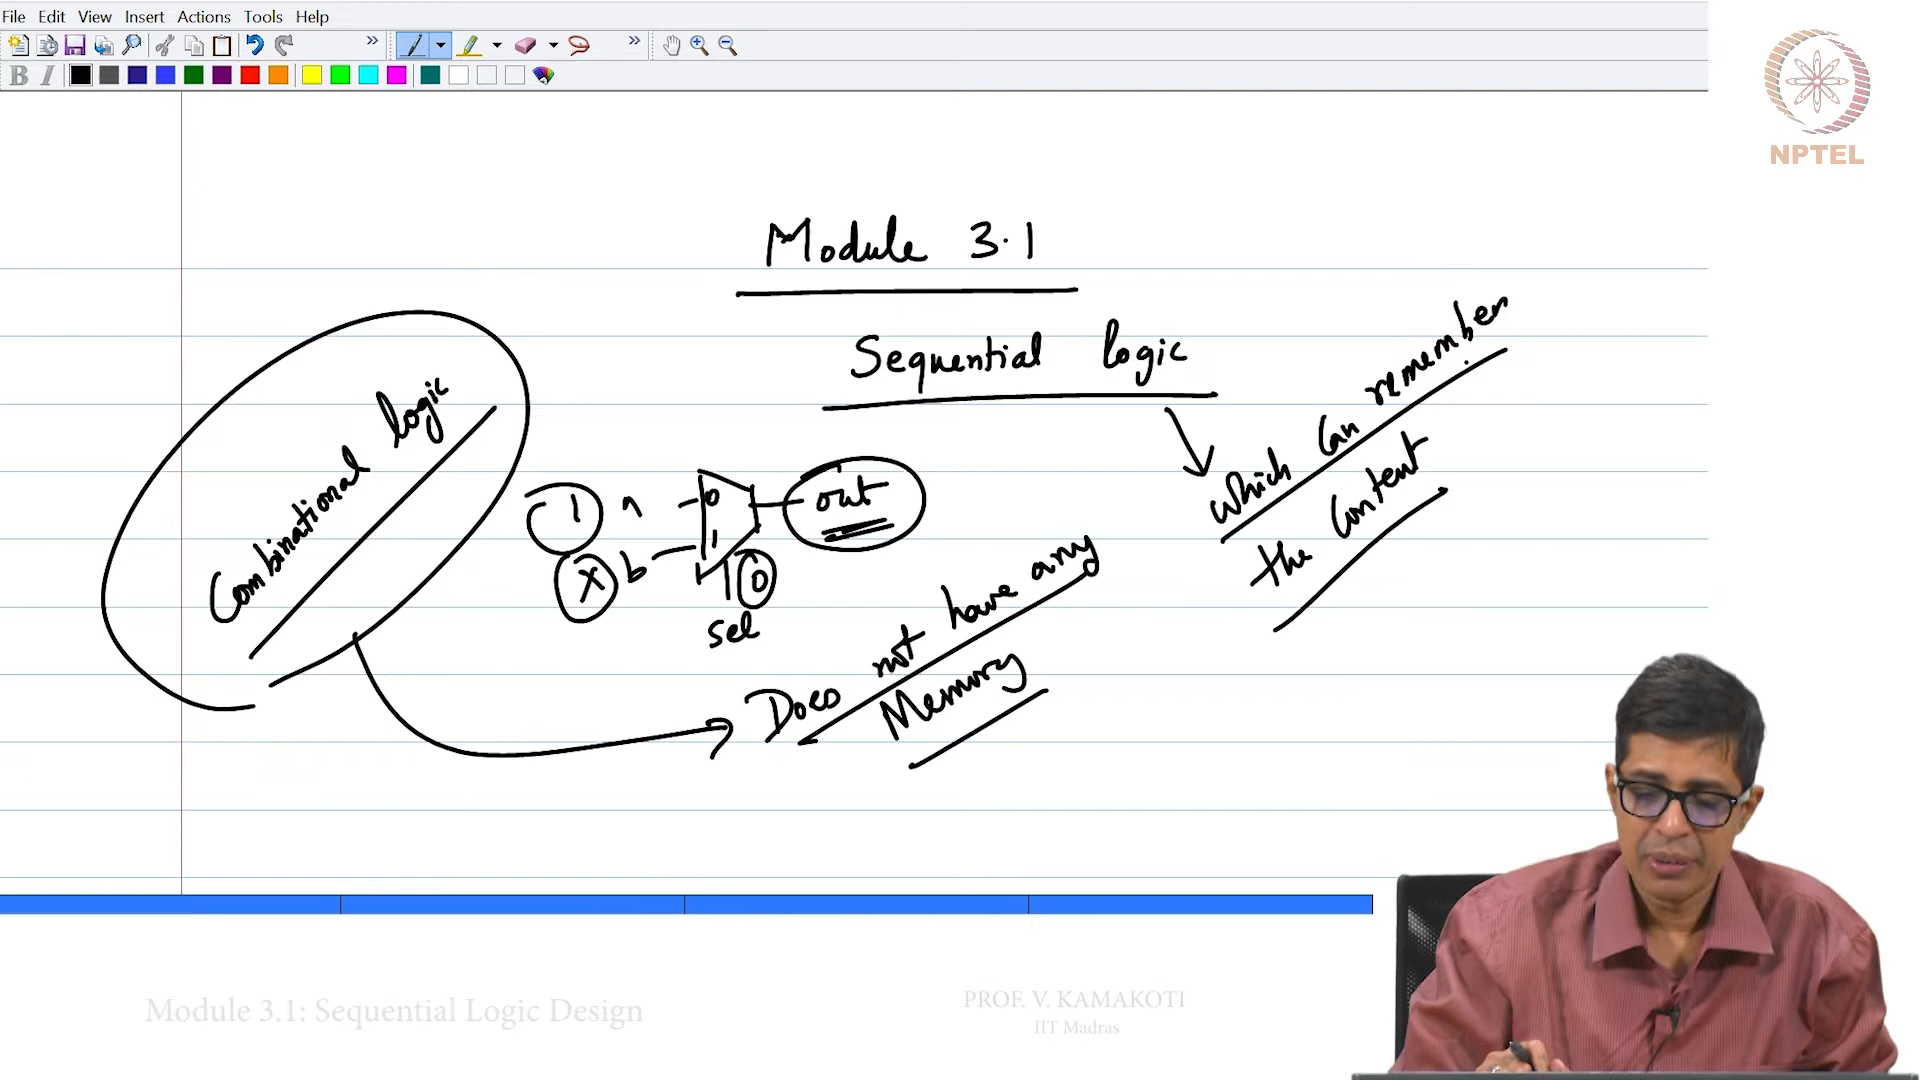 File Edit View Insert Actions Tools Help
B I
NPTEL
Module 3.1
Sequential logic
which can remember
the content
Combinational logic
1 a 0 out
X b 1 0
sel
Does not have any
Memory
Module 3.1: Sequential Logic Design
PROF. V. KAMAKOTI
IIT Madras